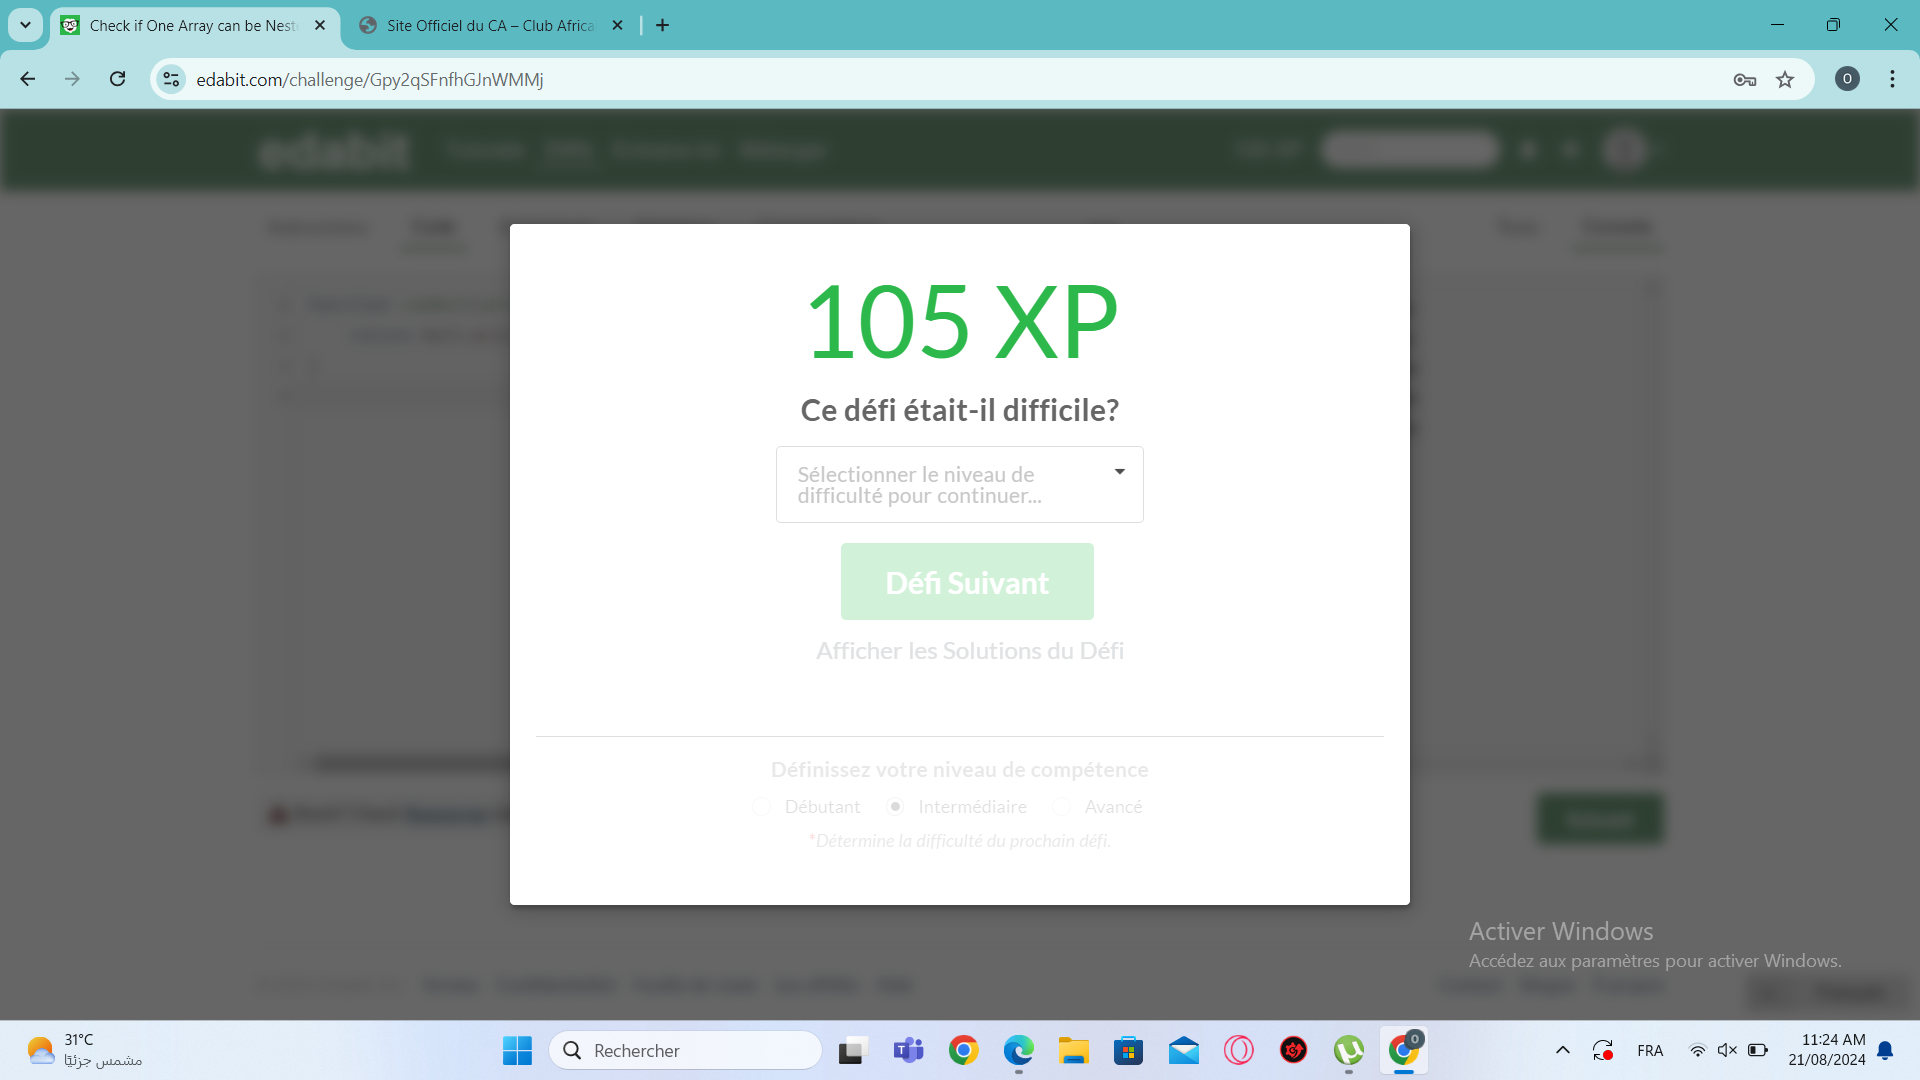 Check if One Array can be Neste
Site Officiel du CA – Club Africa
edabit.com/challenge/Gpy2qSFnfhGJnWMMj
O
edabit
Code
105 XP
Ce défi était-il difficile?
Sélectionner le niveau de
difficulté pour continuer...
Défi Suivant
Afficher les Solutions du Défi
Définissez votre niveau de compétence
Débutant Intermédiaire Avancé
*Détermine la difficulté du prochain défi.
Activer Windows
Accédez aux paramètres pour activer Windows.
31°C
مشمس جزئيًا
Rechercher
FRA
11:24 AM
21/08/2024